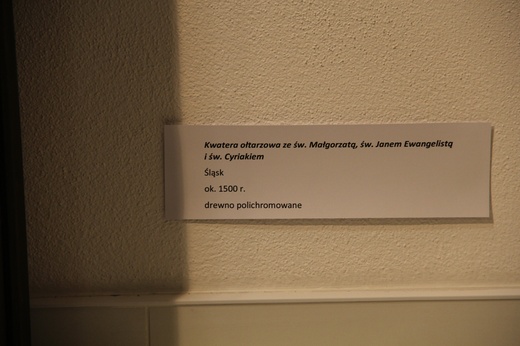 Kwatera ołtarzowa ze św. Małgorzatą, św. Janem Ewangelistą
i św. Cyriakiem
Śląsk
ok. 1500 r.
drewno polichromowane